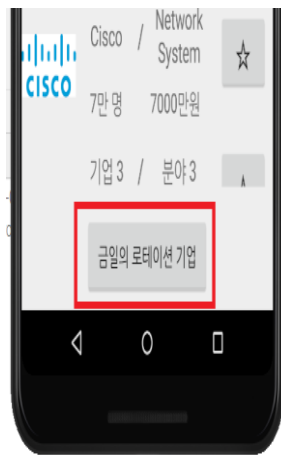 Cisco / Network
System
CISCO
7만 명 7000만원
기업 3 / 분야 3
금일의 로테이션 기업